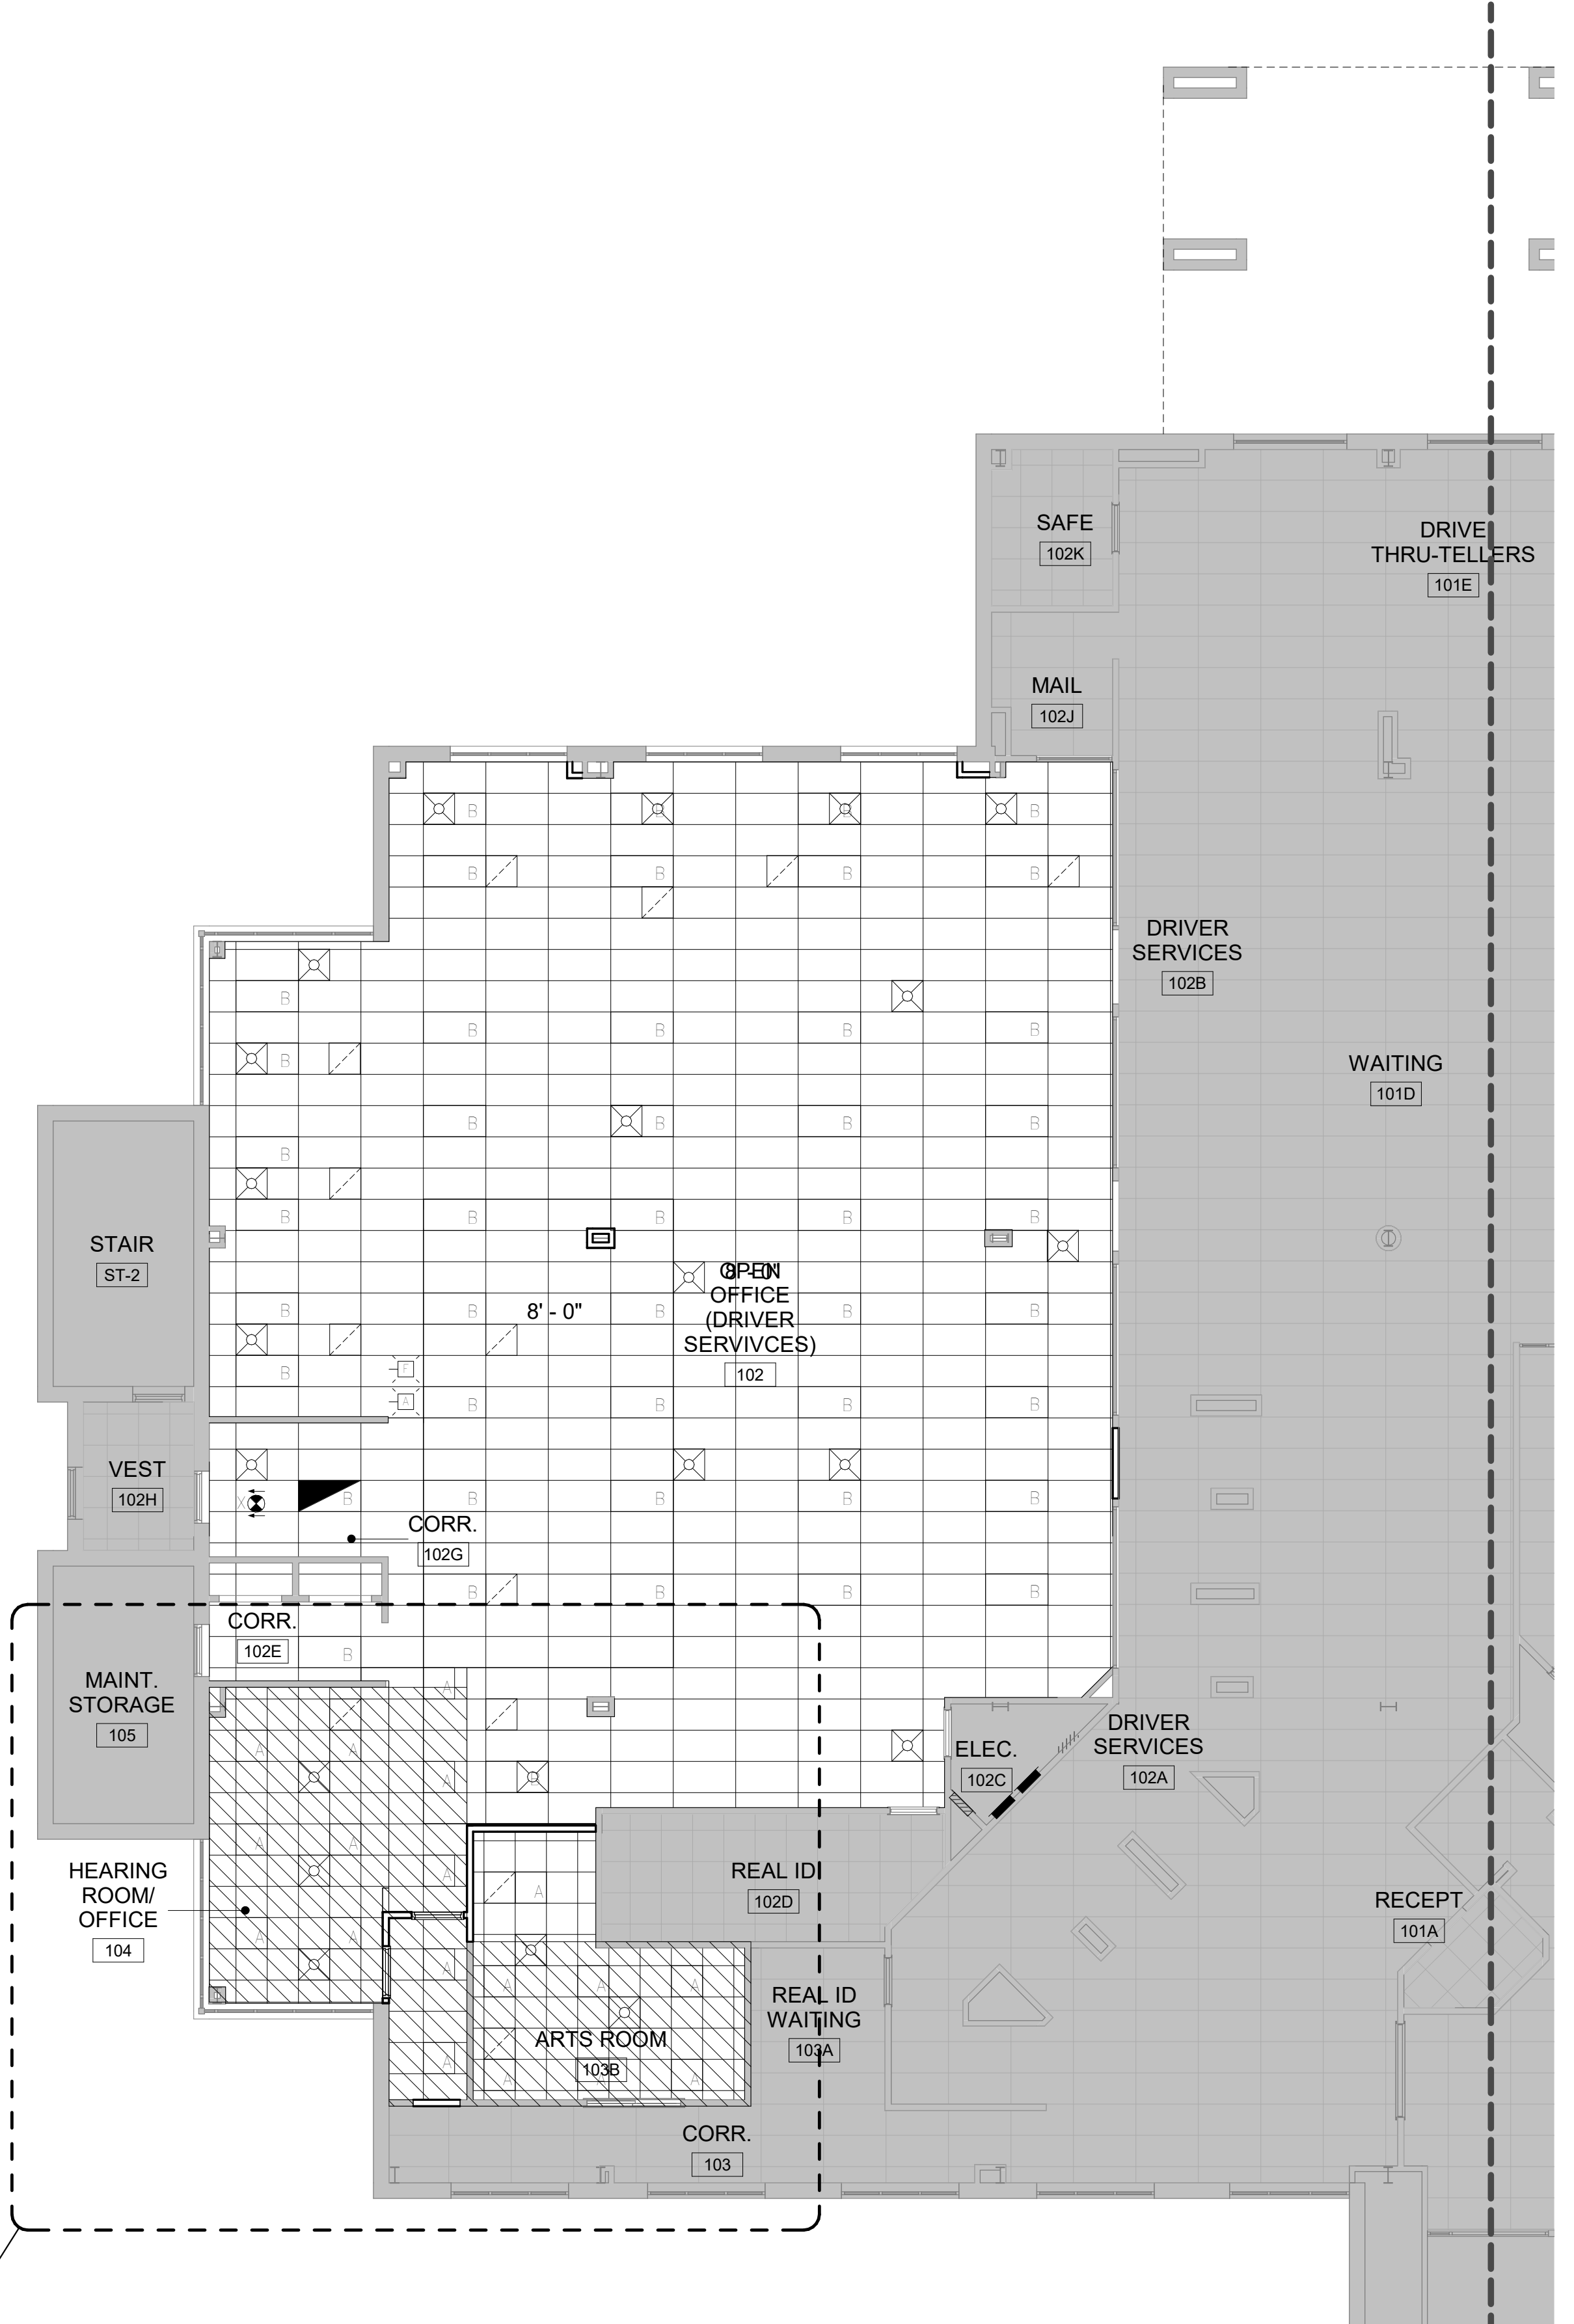 SAFE
102K
DRIVE
THRU-TELLERS
101E
MAIL
102J
B
B
B
B
B
B
B
B
DRIVER
SERVICES
102B
B
B
B
B
B
WAITING
101D
B
B
B
B
B
B
STAIR
ST-2
B
B
B
B
B
8' - 0"
OPEN
OFFICE
(DRIVER
SERVIVCES)
102
8' - 0"
B
B
B
B
B
F
B
A
B
B
B
B
VEST
102H
X
B
B
B
B
B
CORR.
102G
B
B
B
B
CORR.
102E
B
MAINT.
STORAGE
105
A
A
A
A
DRIVER
SERVICES
102A
ELEC.
102C
A
A
A
HEARING
ROOM/
OFFICE
104
REAL ID
102D
A
RECEPT
101A
A
A
A
A
A
A
REAL ID
WAITING
103A
ARTS ROOM
103B
A
A
A
CORR.
103